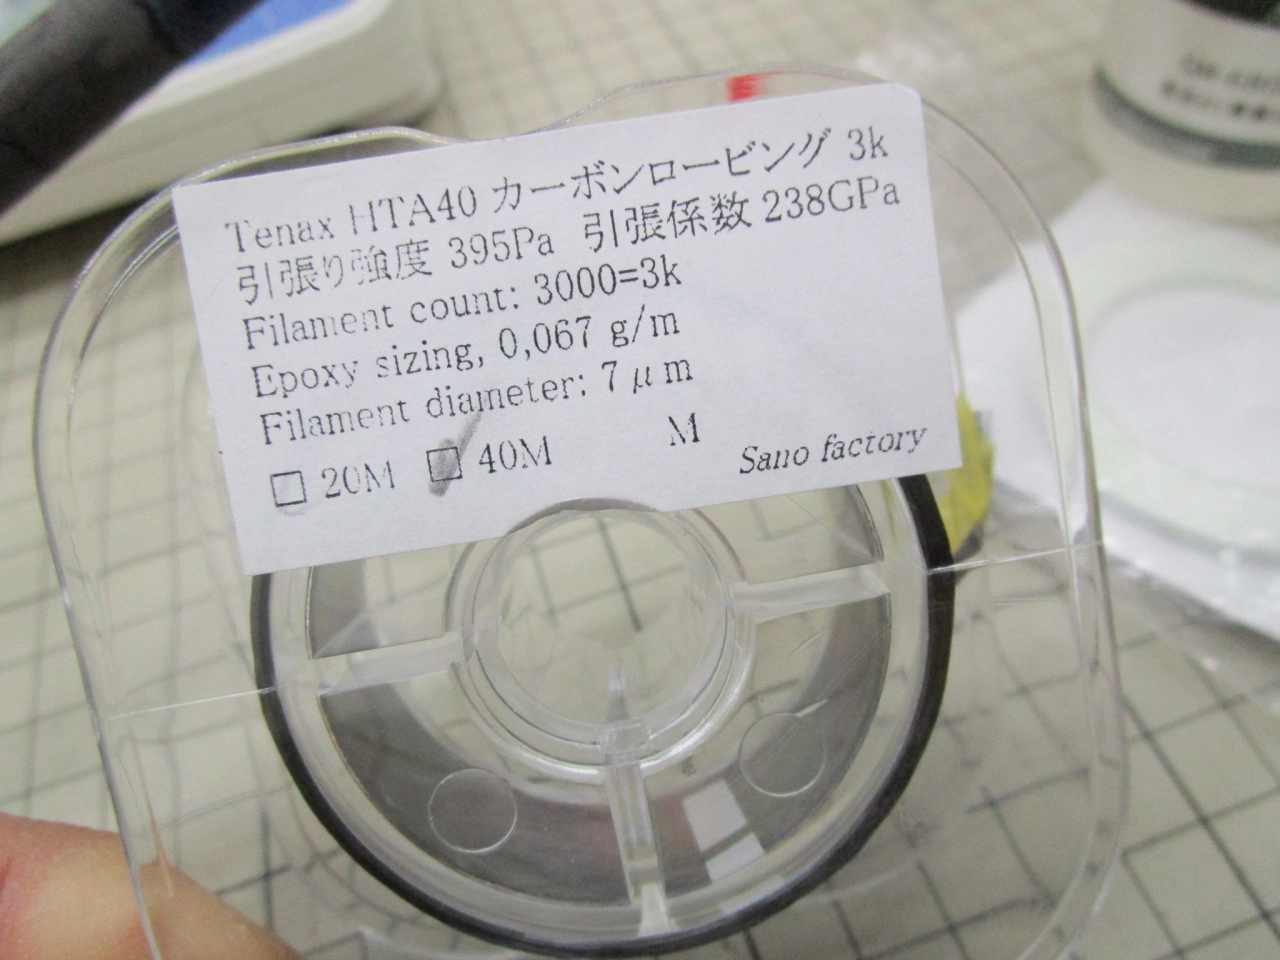 Tenax HTA40 カーボンロービング 3k
引張り強度 395Pa 引張係数 238GPa
Filament count: 3000=3k
Epoxy sizing, 0,067 g/m
Filament diameter: 7μm
□ 20M ☑ 40M M
Sano factory